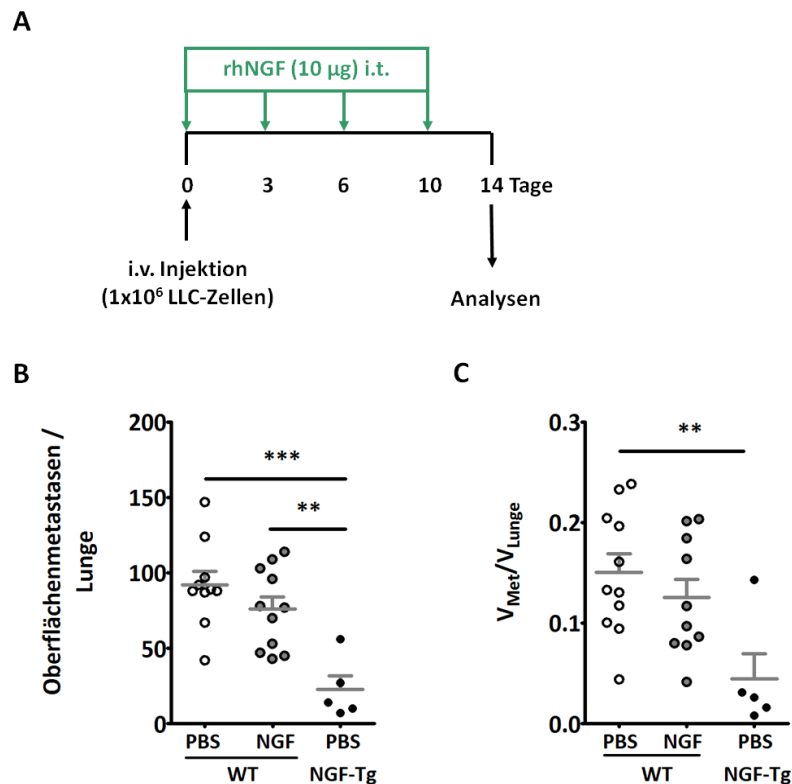 A
rhNGF (10 µg) i.t.
0 3 6 10 14 Tage
i.v. Injektion
(1x10⁶ LLC-Zellen)
Analysen
B
Oberflächenmetastasen /
Lunge
200
150
100
50
0
***
**
PBS NGF PBS
WT NGF-Tg
C
V_Met/V_Lunge
0.3
0.2
0.1
0.0
**
PBS NGF PBS
WT NGF-Tg